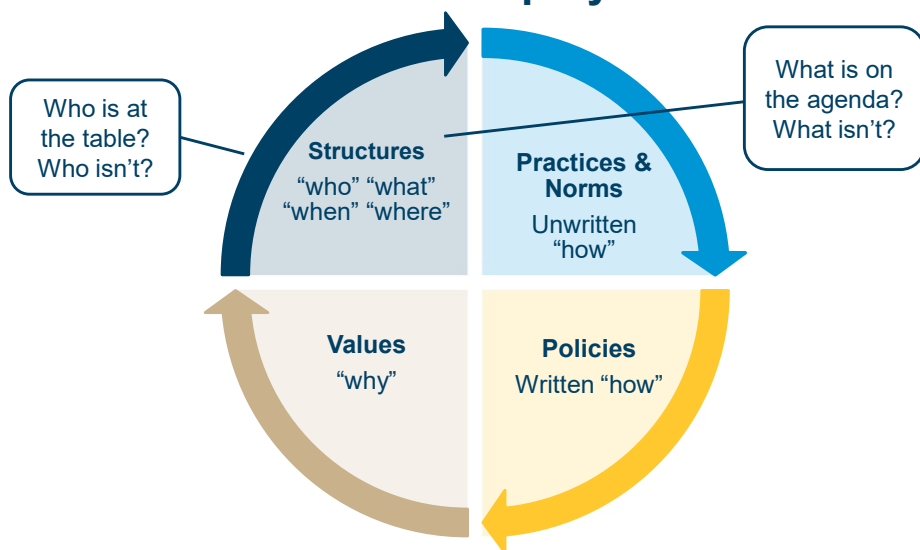 Who is at
the table?
Who isn’t?
What is on
the agenda?
What isn’t?
Structures
“who” “what”
“when” “where”
Practices &
Norms
Unwritten
“how”
Values
“why”
Policies
Written “how”